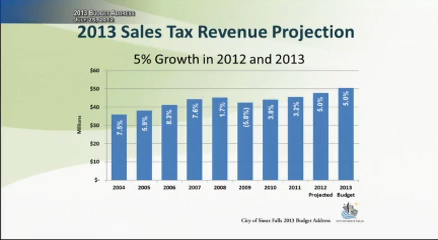 2013 BUDGET ADDRESS
JULY 26, 2012
2013 Sales Tax Revenue Projection
5% Growth in 2012 and 2013
$60
$50
$40
$30
$20
$10
$-
Millions
7.5% 5.9% 8.3% 7.6% 1.7% (5.8%) 3.8% 3.2% 5.0% 5.0%
2004 2005 2006 2007 2008 2009 2010 2011 2012 2013
Projected Budget
City of Sioux Falls 2013 Budget Address